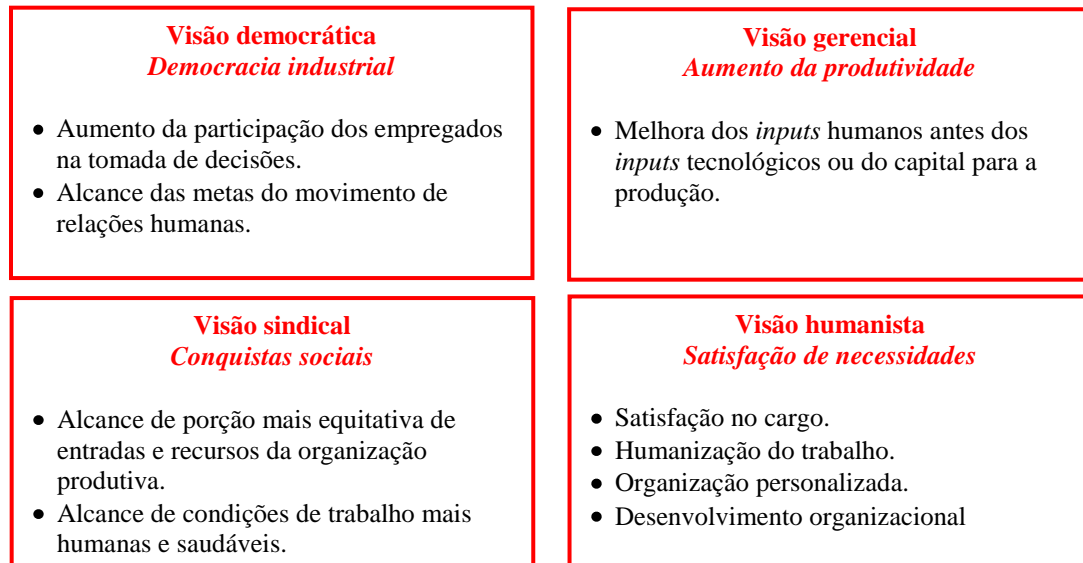 Visão democrática
Democracia industrial
• Aumento da participação dos empregados
na tomada de decisões.
• Alcance das metas do movimento de
relações humanas.
Visão gerencial
Aumento da produtividade
• Melhora dos inputs humanos antes dos
inputs tecnológicos ou do capital para a
produção.
Visão sindical
Conquistas sociais
• Alcance de porção mais equitativa de
entradas e recursos da organização
produtiva.
• Alcance de condições de trabalho mais
humanas e saudáveis.
Visão humanista
Satisfação de necessidades
• Satisfação no cargo.
• Humanização do trabalho.
• Organização personalizada.
• Desenvolvimento organizacional